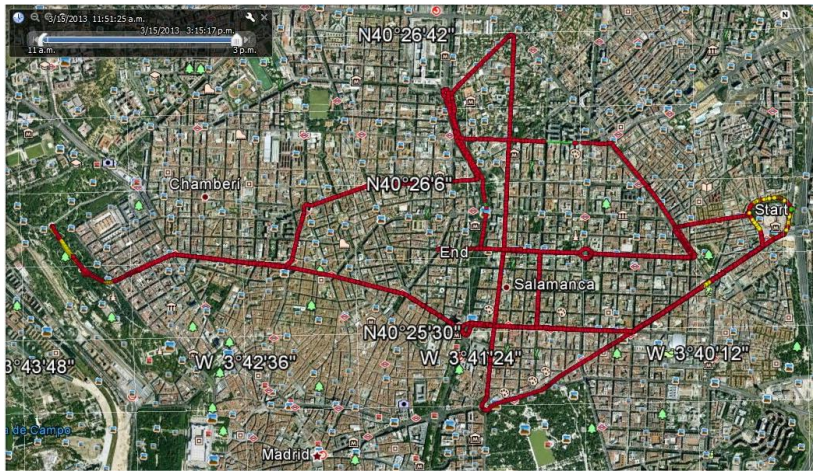 3/15/2013 11:51:25 a.m.
3/15/2013 3:15:17 p.m.
11 a.m.
3 p.m.
N
N40°26'42"
Chamberí
N40°26'6"
Start
End
Salamanca
N40°25'30"
3°43'48"
W 3°42'36"
W 3°41'24"
W 3°40'12"
a de Campo
Madrid